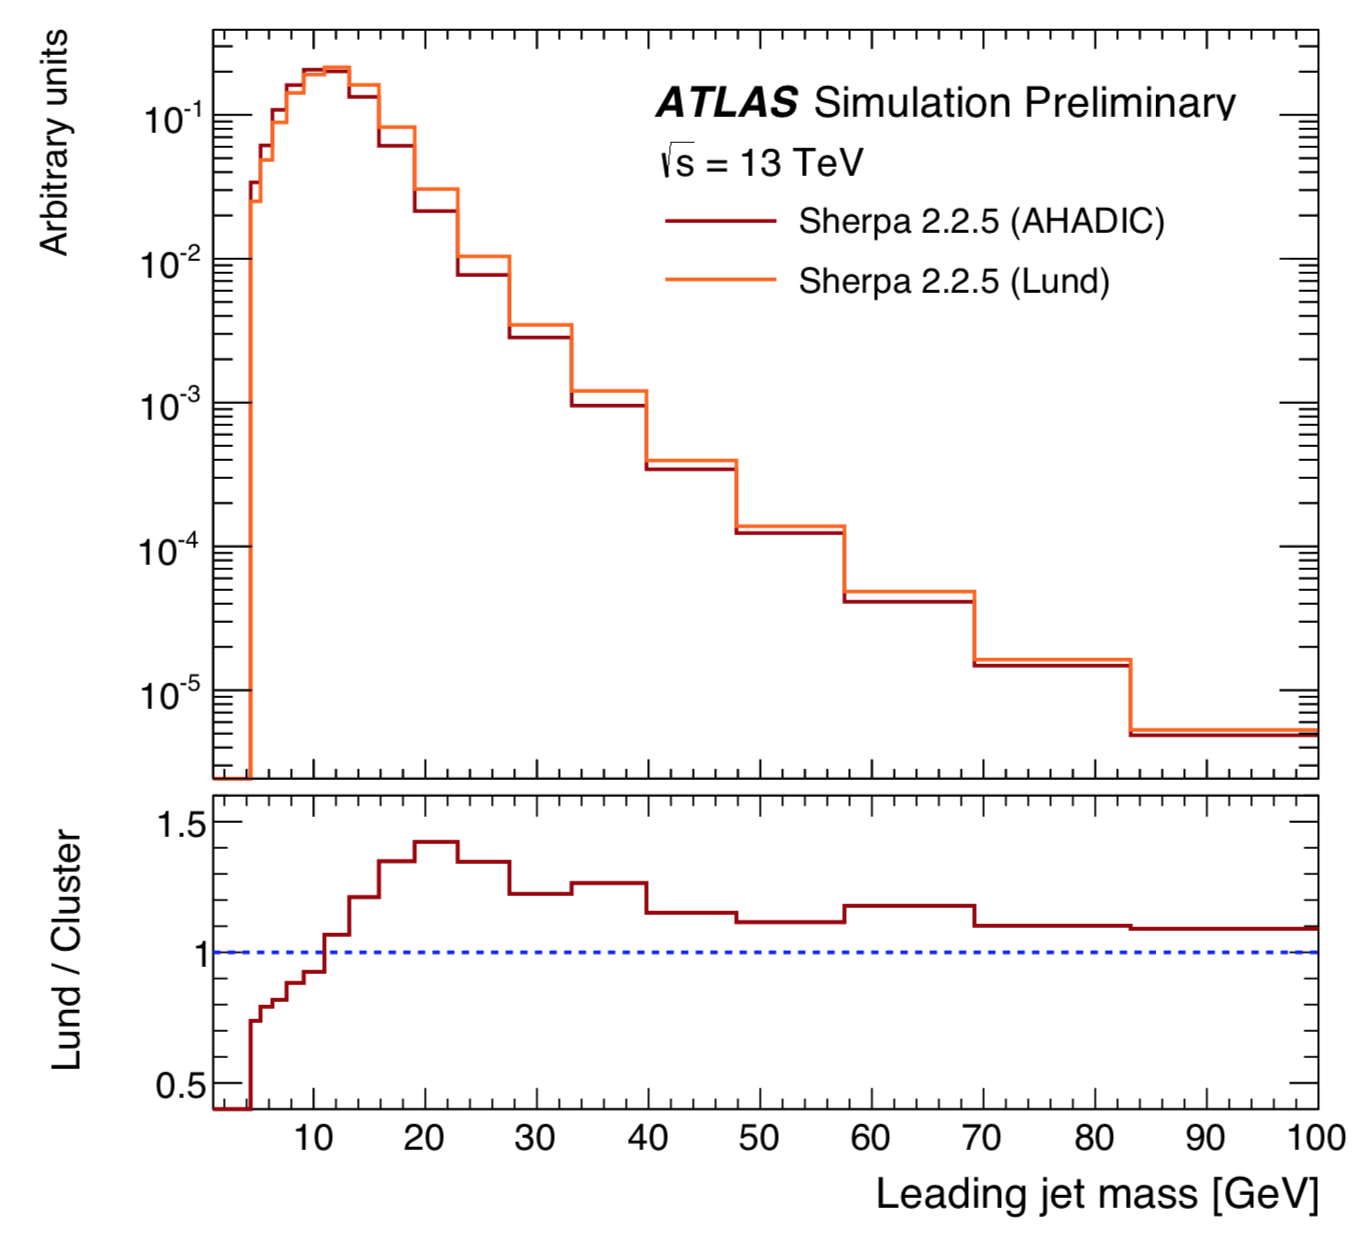 Arbitrary units
10-1
10-2
10-3
10-4
10-5
ATLAS Simulation Preliminary
√s = 13 TeV
Sherpa 2.2.5 (AHADIC)
Sherpa 2.2.5 (Lund)
Lund / Cluster
1.5
1
0.5
10 20 30 40 50 60 70 80 90 100
Leading jet mass [GeV]